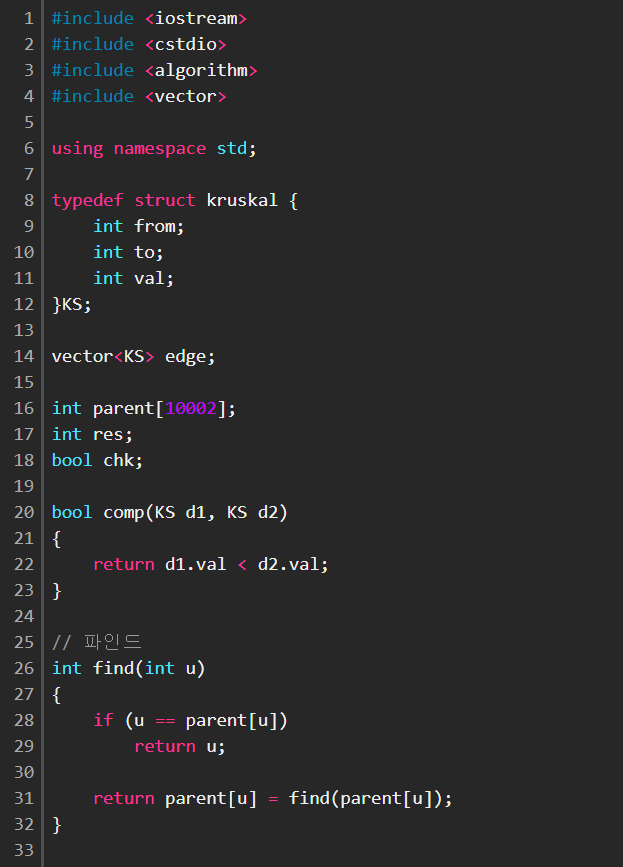 1 #include <iostream>
2 #include <cstdio>
3 #include <algorithm>
4 #include <vector>
5
6 using namespace std;
7
8 typedef struct kruskal {
9     int from;
10     int to;
11     int val;
12 }KS;
13
14 vector<KS> edge;
15
16 int parent[10002];
17 int res;
18 bool chk;
19
20 bool comp(KS d1, KS d2)
21 {
22     return d1.val < d2.val;
23 }
24
25 // 파인드
26 int find(int u)
27 {
28     if (u == parent[u])
29         return u;
30
31     return parent[u] = find(parent[u]);
32 }
33